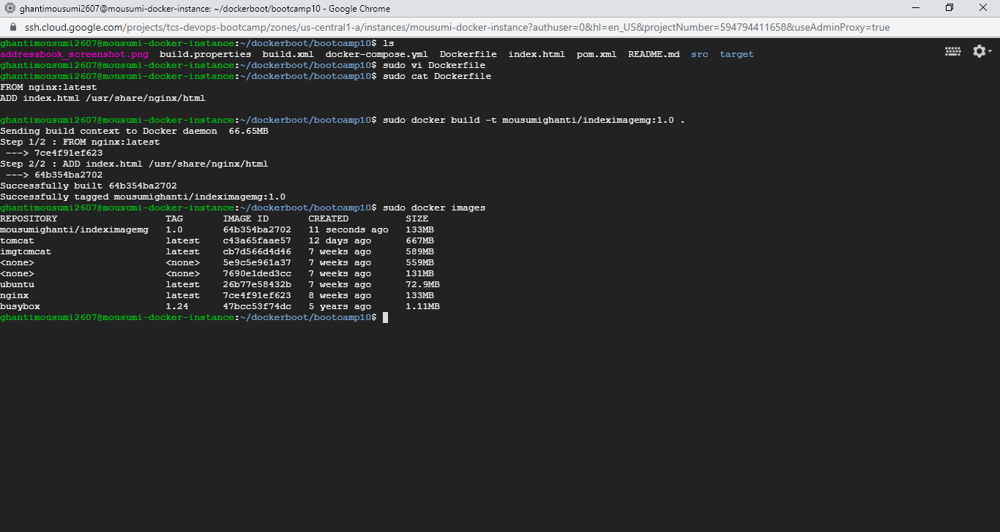 ghantimousumi2607@mousumi-docker-instance: ~/dockerboot/bootcamp10 - Google Chrome
ssh.cloud.google.com/projects/tcs-devops-bootcamp/zones/us-central1-a/instances/mousumi-docker-instance?authuser=0&hl=en_US&projectNumber=594794411658&useAdminProxy=true
ghantimousumi2607@mousumi-docker-instance:~/dockerboot/bootcamp10$ ls
addressbook_screenshot.png  build.properties  build.xml  docker-compose.yml  Dockerfile  index.html  pom.xml  README.md  src  target
ghantimousumi2607@mousumi-docker-instance:~/dockerboot/bootcamp10$ sudo vi Dockerfile
ghantimousumi2607@mousumi-docker-instance:~/dockerboot/bootcamp10$ sudo cat Dockerfile
FROM nginx:latest
ADD index.html /usr/share/nginx/html
ghantimousumi2607@mousumi-docker-instance:~/dockerboot/bootcamp10$ sudo docker build -t mousumighanti/indeximagemg:1.0 .
Sending build context to Docker daemon  66.65MB
Step 1/2 : FROM nginx:latest
 ---> 7ce4f91ef623
Step 2/2 : ADD index.html /usr/share/nginx/html
 ---> 64b354ba2702
Successfully built 64b354ba2702
Successfully tagged mousumighanti/indeximagemg:1.0
ghantimousumi2607@mousumi-docker-instance:~/dockerboot/bootcamp10$ sudo docker images
REPOSITORY                   TAG       IMAGE ID       CREATED          SIZE
mousumighanti/indeximagemg   1.0       64b354ba2702   11 seconds ago   133MB
tomcat                       latest    c43a65faae57   12 days ago      667MB
imgtomcat                    latest    cb7d566d4d46   7 weeks ago      589MB
<none>                       <none>    5e9c5e961a37   7 weeks ago      559MB
<none>                       <none>    7690e1ded3cc   7 weeks ago      131MB
ubuntu                       latest    26b77e58432b   7 weeks ago      72.9MB
nginx                        latest    7ce4f91ef623   8 weeks ago      133MB
busybox                      1.24      47bcc53f74dc   5 years ago      1.11MB
ghantimousumi2607@mousumi-docker-instance:~/dockerboot/bootcamp10$